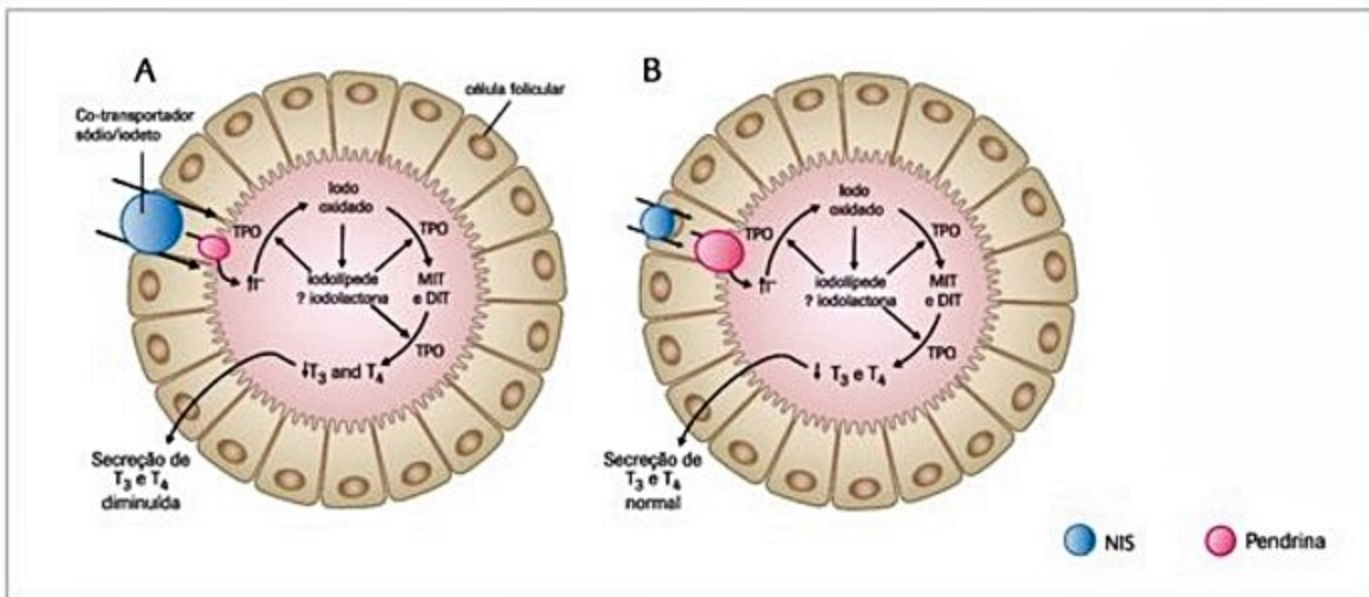 A
Co-transportador
sódio/iodeto
célula folicular
Iodo
oxidado
TPO
TPO
↑I⁻
iodolípede
? iodolactona
MIT
e DIT
TPO
↓T₃ and T₄
Secreção de
T₃ e T₄
diminuída
B
Iodo
oxidado
TPO
TPO
↑I⁻
iodolípede
? iodolactona
MIT
e DIT
TPO
↓ T₃ e T₄
Secreção de
T₃ e T₄
normal
NIS
Pendrina